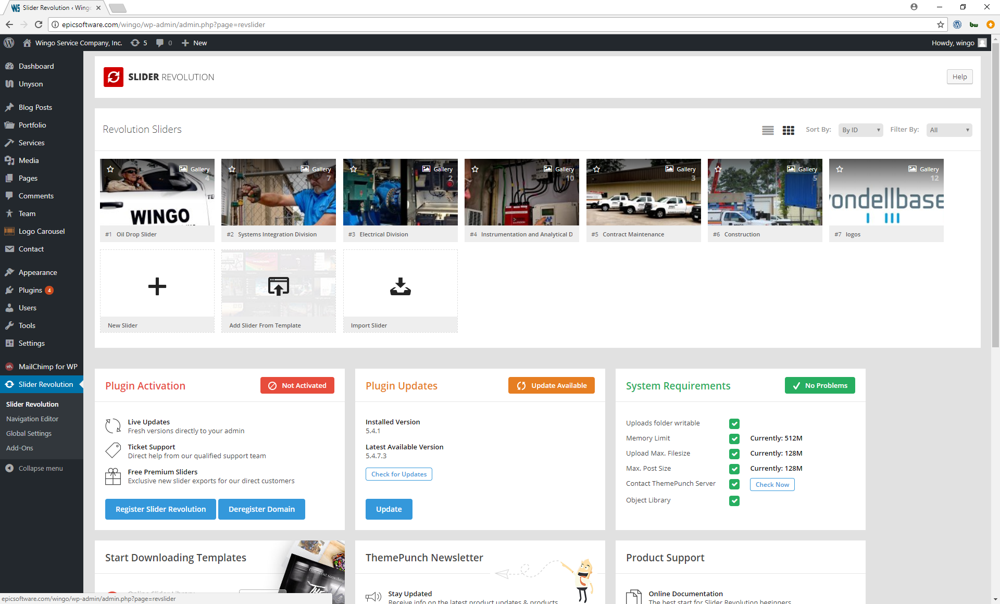 Slider Revolution ‹ Wing
epicsoftware.com/wingo/wp-admin/admin.php?page=revslider
bw
Wingo Service Company, Inc. 5 0 New
Howdy, wingo
Dashboard
Unyson
Blog Posts
Portfolio
Services
Media
Pages
Comments
Team
Logo Carousel
Contact
Appearance
Plugins 4
Users
Tools
Settings
MailChimp for WP
Slider Revolution
Slider Revolution
Navigation Editor
Global Settings
Add-Ons
Collapse menu
SLIDER REVOLUTION
Help
Revolution Sliders
Sort By: By ID Filter By: All
Gallery
4
WINGO
#1 Oil Drop Slider
Gallery
7
#2 Systems Integration Division
Gallery
2
#3 Electrical Division
Gallery
10
#4 Instrumentation and Analytical D
Gallery
3
#5 Contract Maintenance
Gallery
5
#6 Construction
Gallery
12
ondellbase
#7 logos
New Slider
Add Slider From Template
Import Slider
Plugin Activation
Not Activated
Live Updates
Fresh versions directly to your admin
Ticket Support
Direct help from our qualified support team
Free Premium Sliders
Exclusive new slider exports for our direct customers
Register Slider Revolution
Deregister Domain
Plugin Updates
Update Available
Installed Version
5.4.1
Latest Available Version
5.4.7.3
Check for Updates
Update
System Requirements
No Problems
Uploads folder writable
Memory Limit Currently: 512M
Upload Max. Filesize Currently: 128M
Max. Post Size Currently: 128M
Contact ThemePunch Server Check Now
Object Library
Start Downloading Templates
Online Slider Library
ThemePunch Newsletter
Stay Updated
Receive info on the latest product updates & products
Product Support
Online Documentation
The best start for Slider Revolution beginners
epicsoftware.com/wingo/wp-admin/admin.php?page=revslider